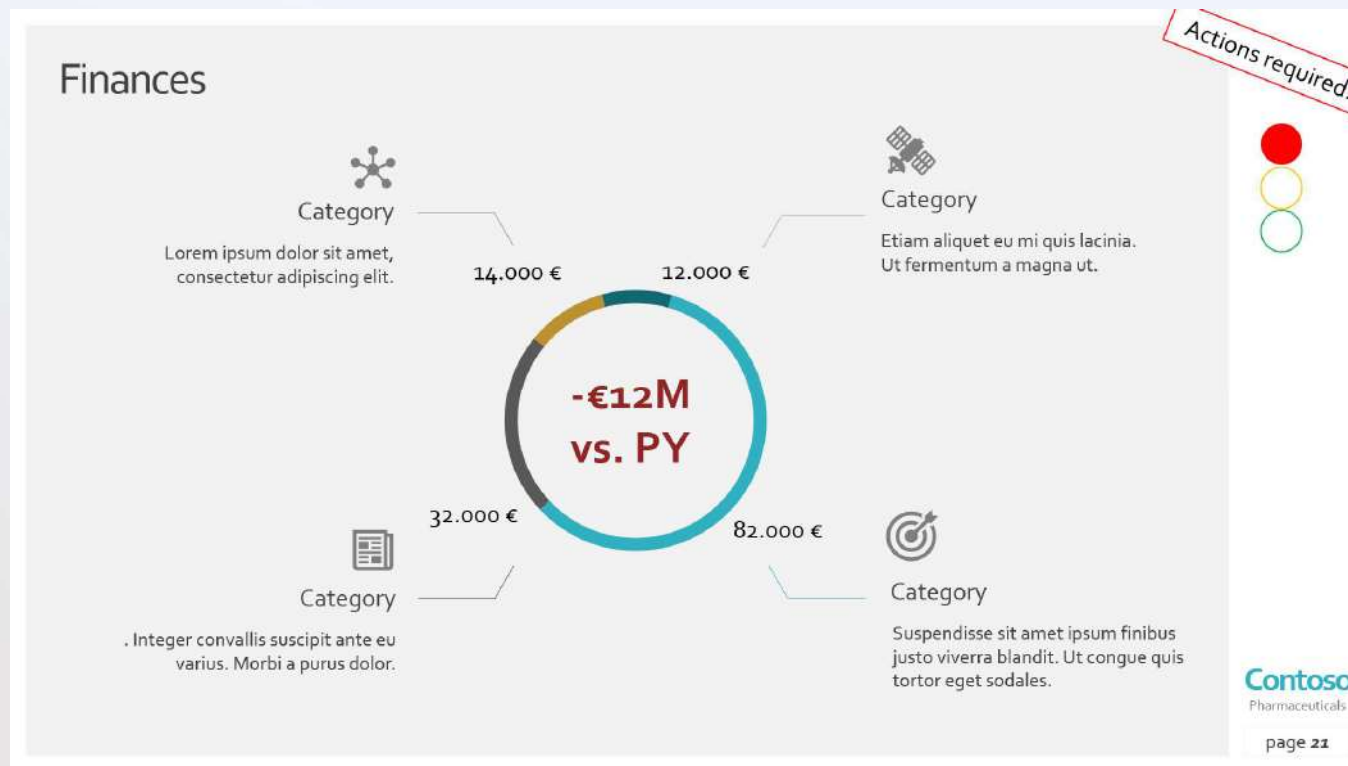 Actions required.
Finances
Category
Lorem ipsum dolor sit amet,
consectetur adipiscing elit.
14.000 €
12.000 €
Category
Etiam aliquet eu mi quis lacinia.
Ut fermentum a magna ut.
-€12M
vs. PY
32.000 €
82.000 €
Category
. Integer convallis suscipit ante eu
varius. Morbi a purus dolor.
Category
Suspendisse sit amet ipsum finibus
justo viverra blandit. Ut congue quis
tortor eget sodales.
Contoso
Pharmaceuticals
page 21